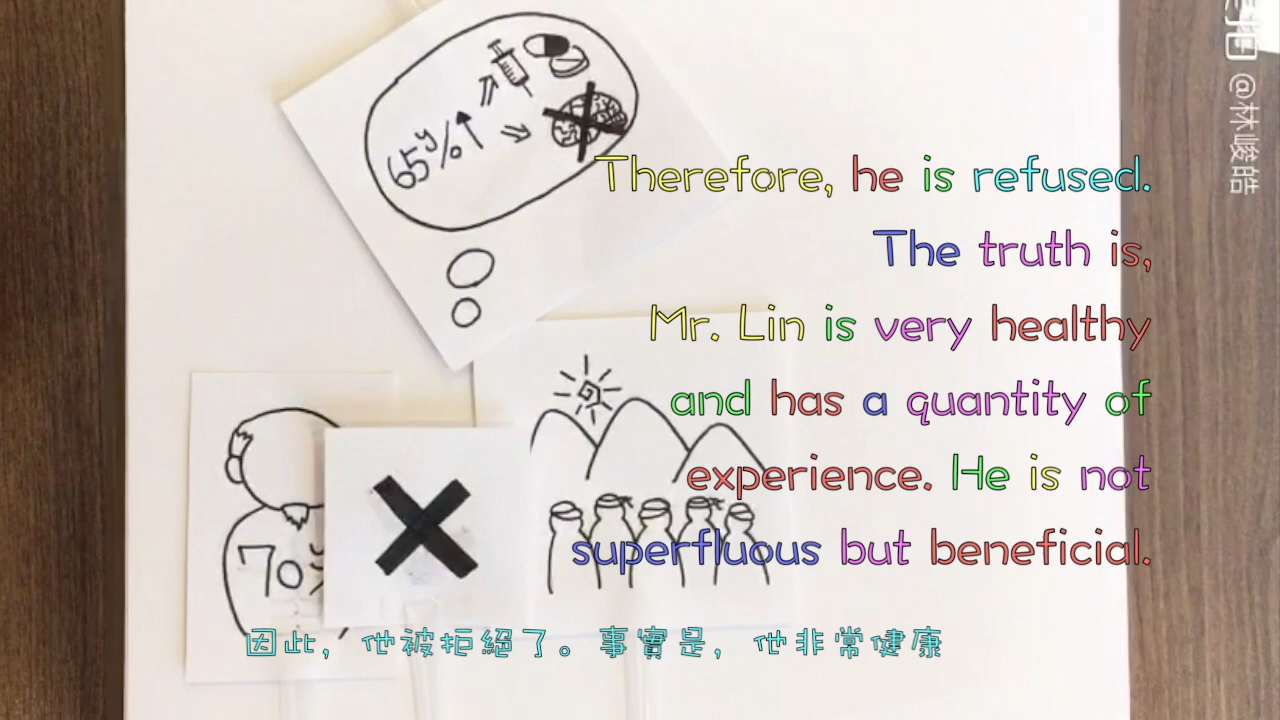 65y%↑
Therefore, he is refused.
The truth is,
Mr. Lin is very healthy
and has a quantity of
experience. He is not
superfluous but beneficial.
70
因此，他被拒絕了。事實是，他非常健康
@林峻皓